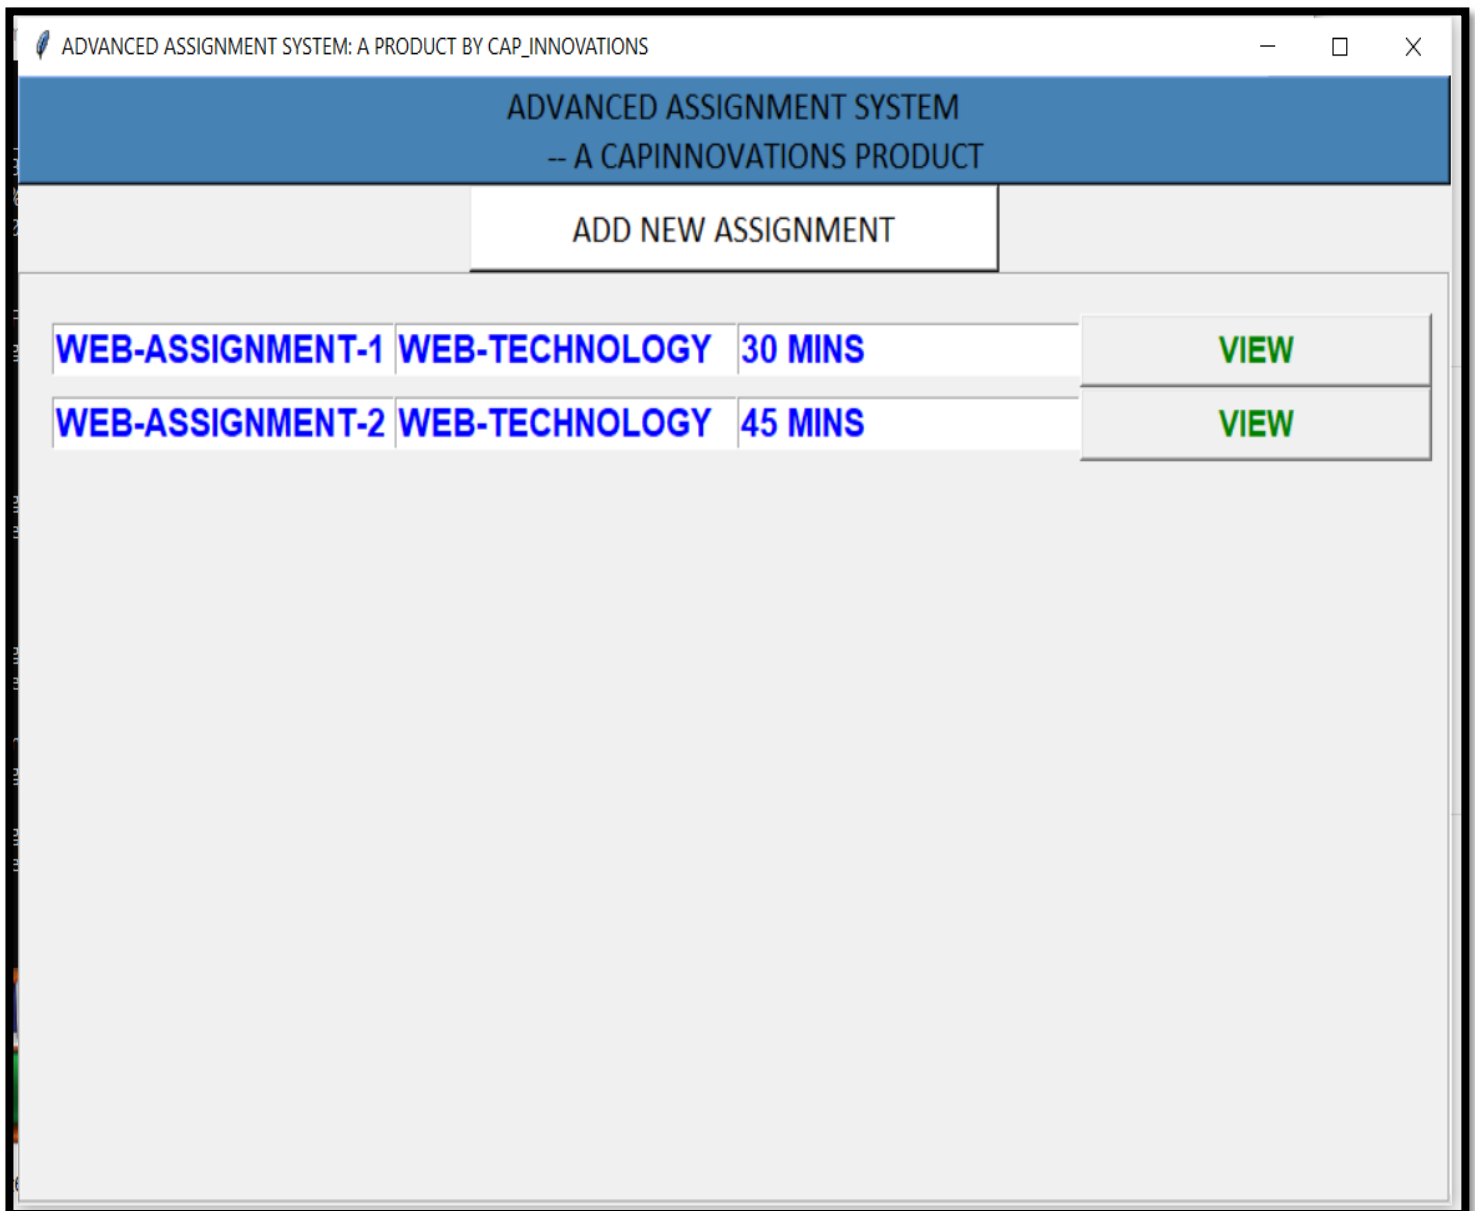 ADVANCED ASSIGNMENT SYSTEM: A PRODUCT BY CAP_INNOVATIONS
ADVANCED ASSIGNMENT SYSTEM
-- A CAPINNOVATIONS PRODUCT
ADD NEW ASSIGNMENT
WEB-ASSIGNMENT-1 WEB-TECHNOLOGY 30 MINS VIEW
WEB-ASSIGNMENT-2 WEB-TECHNOLOGY 45 MINS VIEW